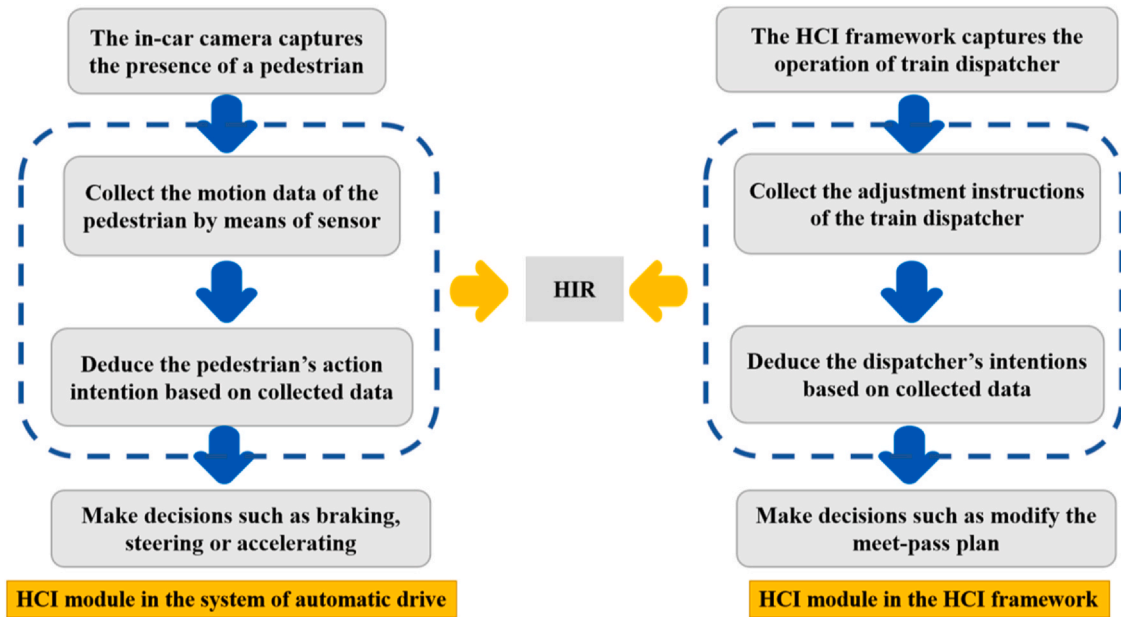 The in-car camera captures
the presence of a pedestrian
Collect the motion data of the
pedestrian by means of sensor
Deduce the pedestrian’s action
intention based on collected data
Make decisions such as braking,
steering or accelerating
HCI module in the system of automatic drive
HIR
The HCI framework captures the
operation of train dispatcher
Collect the adjustment instructions
of the train dispatcher
Deduce the dispatcher’s intentions
based on collected data
Make decisions such as modify the
meet-pass plan
HCI module in the HCI framework